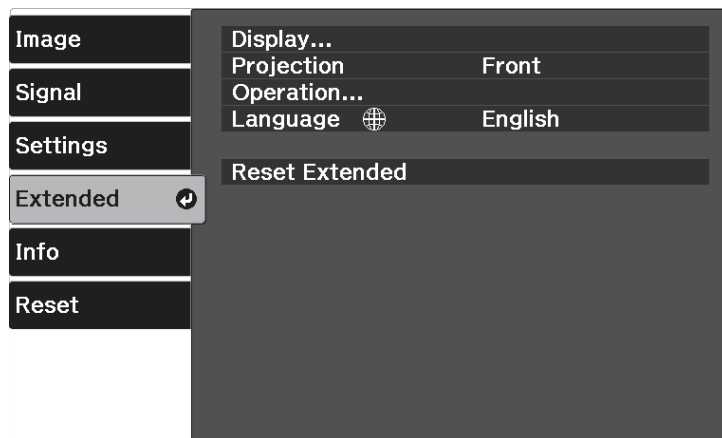 Image
Signal
Settings
Extended
Info
Reset
Display...
Projection Front
Operation...
Language English
Reset Extended